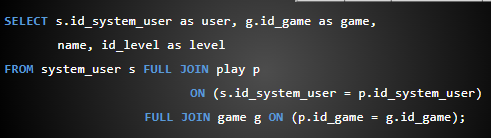 SELECT s.id_system_user as user, g.id_game as game,
name, id_level as level
FROM system_user s FULL JOIN play p
ON (s.id_system_user = p.id_system_user)
FULL JOIN game g ON (p.id_game = g.id_game);